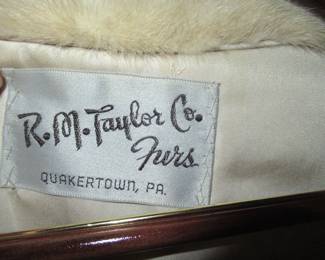 R.M. Taylor Co.
Furs
QUAKERTOWN, PA.